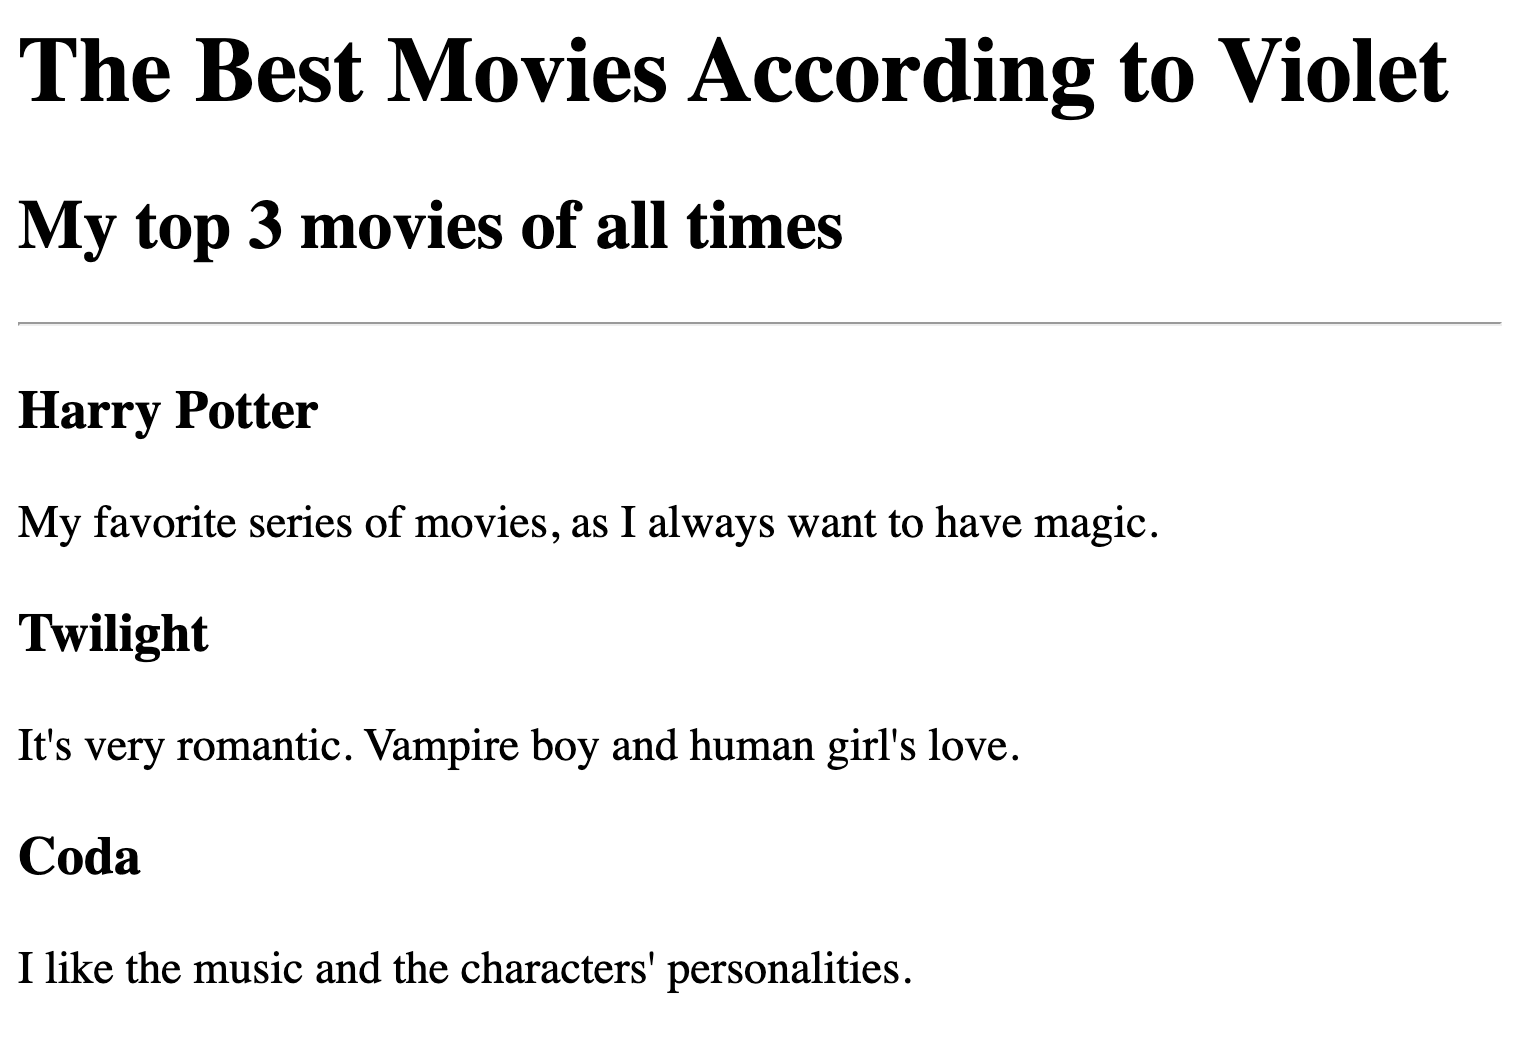 The Best Movies According to Violet
My top 3 movies of all times
Harry Potter
My favorite series of movies, as I always want to have magic.
Twilight
It's very romantic. Vampire boy and human girl's love.
Coda
I like the music and the characters' personalities.